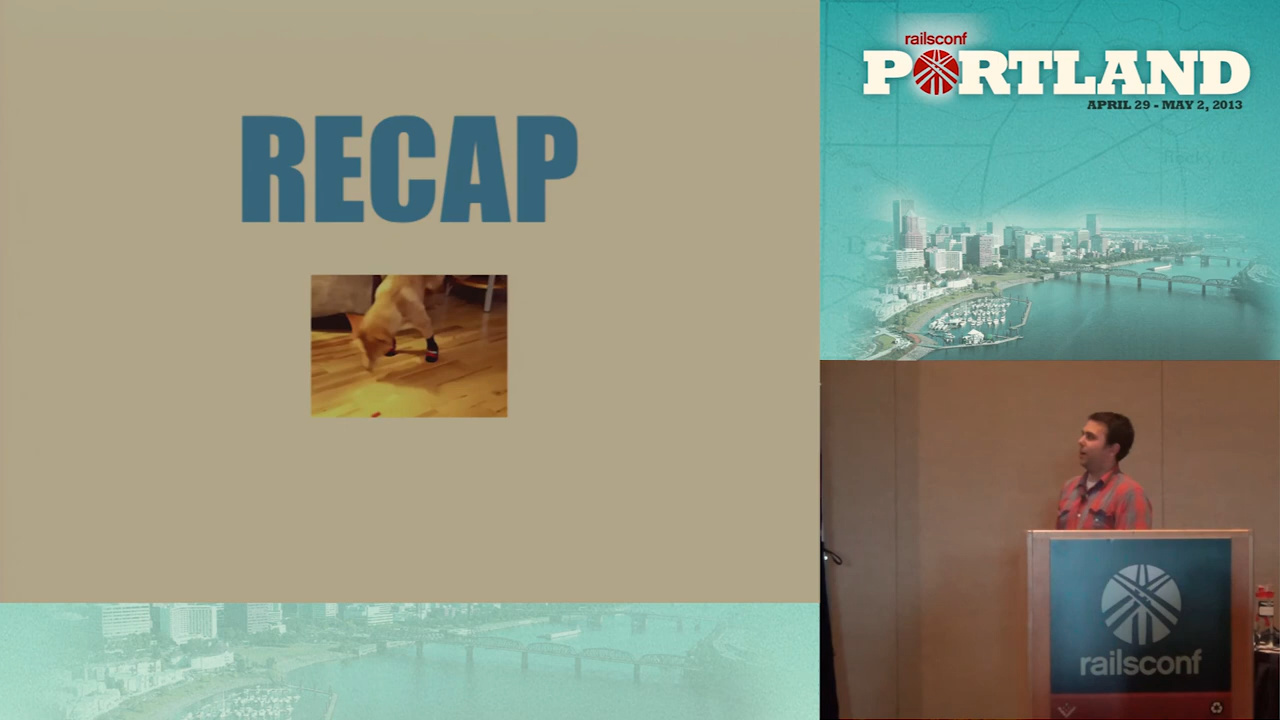 RECAP
railsconf
PORTLAND
APRIL 29 - MAY 2, 2013
railsconf